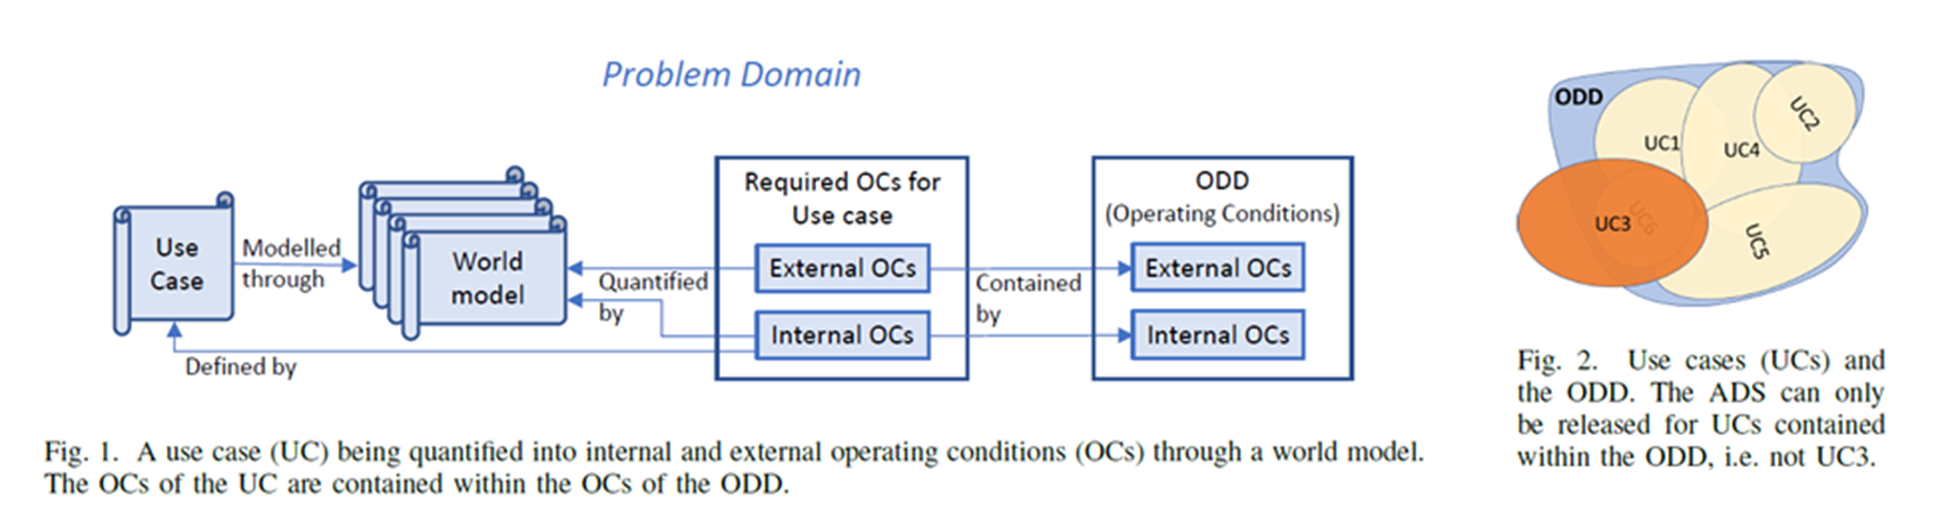 Problem Domain
Use
Case
Modelled
through
World
model
Quantified
by
Defined by
Required OCs for
Use case
External OCs
Internal OCs
Contained
by
ODD
(Operating Conditions)
External OCs
Internal OCs
Fig. 1. A use case (UC) being quantified into internal and external operating conditions (OCs) through a world model.
The OCs of the UC are contained within the OCs of the ODD.
ODD
UC1
UC4
UC2
UC3
UC6
UC5
Fig. 2. Use cases (UCs) and
the ODD. The ADS can only
be released for UCs contained
within the ODD, i.e. not UC3.